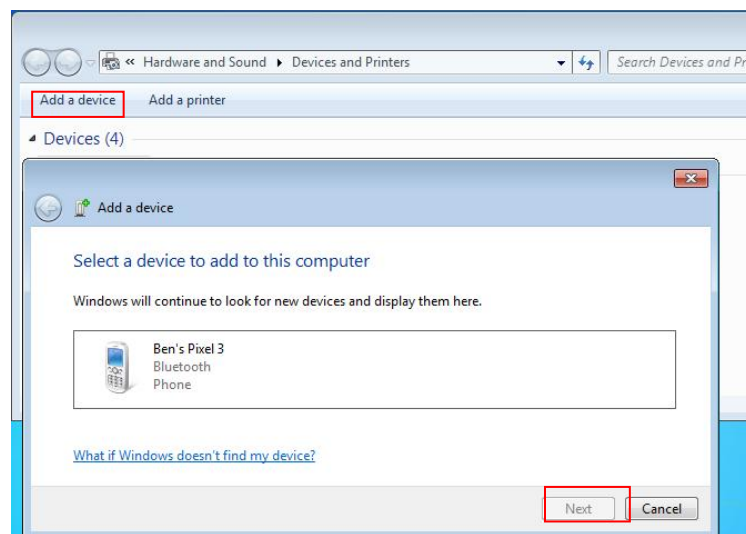 « Hardware and Sound ▸ Devices and Printers
Search Devices and Pr
Add a device Add a printer
Devices (4)
Add a device
Select a device to add to this computer
Windows will continue to look for new devices and display them here.
Ben's Pixel 3
Bluetooth
Phone
What if Windows doesn't find my device?
Next Cancel